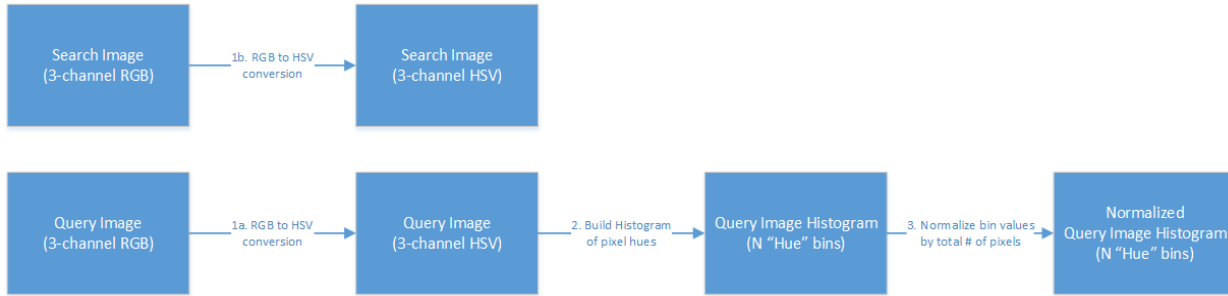 Search Image
(3-channel RGB)
1b. RGB to HSV
conversion
Search Image
(3-channel HSV)
Query Image
(3-channel RGB)
1a. RGB to HSV
conversion
Query Image
(3-channel HSV)
2. Build Histogram
of pixel hues
Query Image Histogram
(N “Hue” bins)
3. Normalize bin values
by total # of pixels
Normalized
Query Image Histogram
(N “Hue” bins)